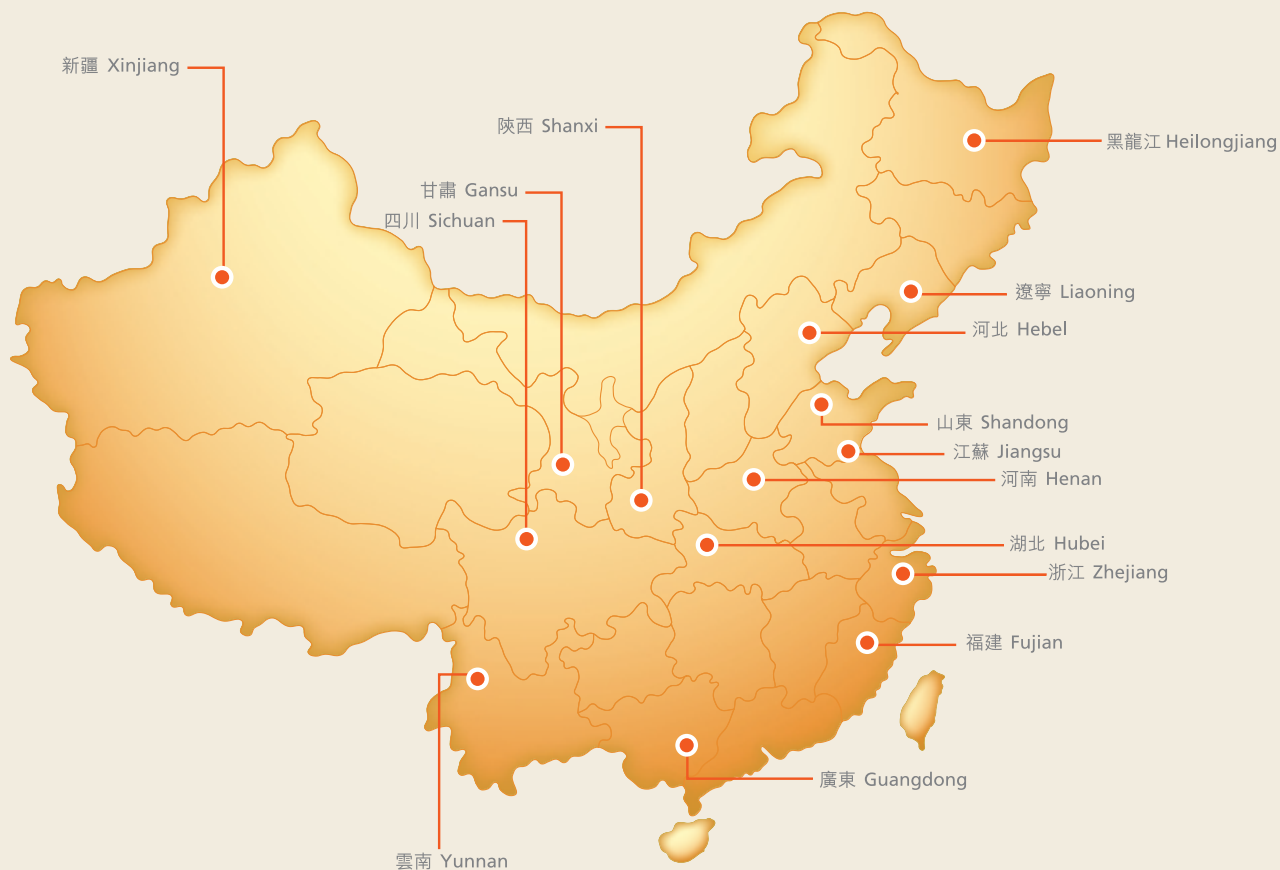 新疆 Xinjiang
陝西 Shanxi
黑龍江 Heilongjiang
甘肅 Gansu
四川 Sichuan
遼寧 Liaoning
河北 Hebel
山東 Shandong
江蘇 Jiangsu
河南 Henan
湖北 Hubei
浙江 Zhejiang
福建 Fujian
廣東 Guangdong
雲南 Yunnan